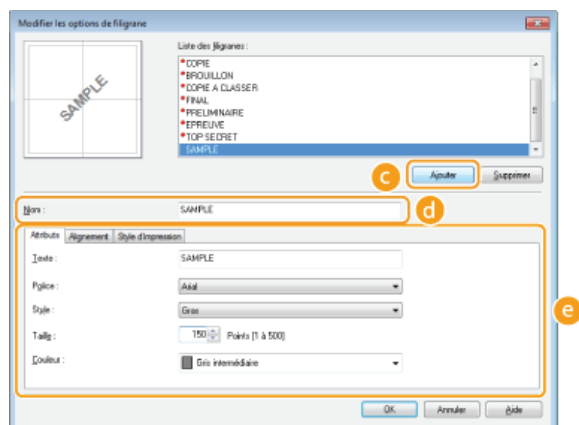 Modifier les options de filigrane
SAMPLE
Liste des filigranes :
*COPIE
*BROUILLON
*COPIE A CLASSER
*FINAL
*PRELIMINAIRE
*EPREUVE
*TOP SECRET
SAMPLE
c
Ajouter
Supprimer
Nom :
SAMPLE
d
Attributs
Alignement
Style d'impression
Texte :
SAMPLE
Police :
Arial
Style :
Gras
Taille :
150
Points [1 à 500]
Couleur :
Gris intermédiaire
e
OK
Annuler
Aide